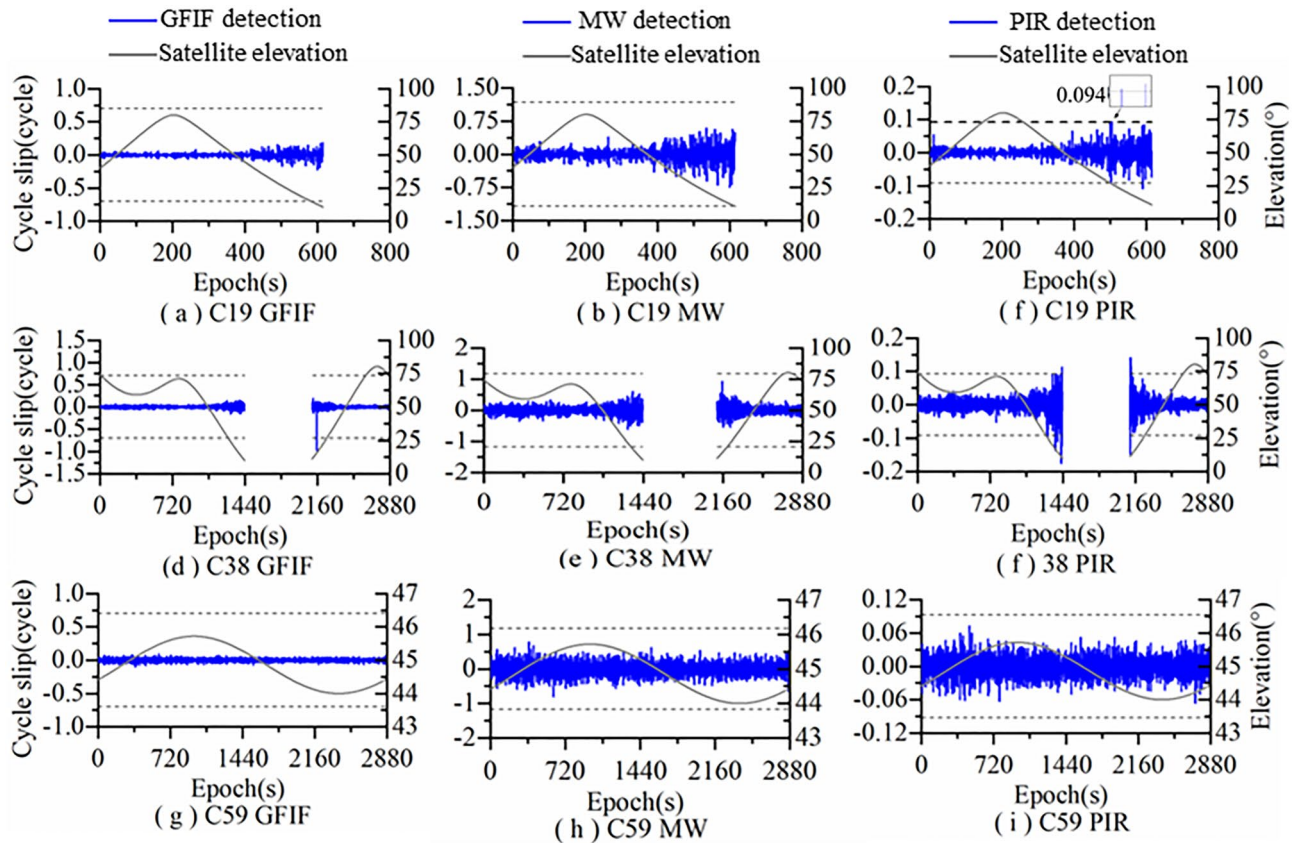 GFIF detection
Satellite elevation
MW detection
Satellite elevation
PIR detection
Satellite elevation
Cycle slip(cycle)
1.0
0.5
0.0
-0.5
-1.0
100
75
50
25
0
0 200 400 600 800
Epoch(s)
( a ) C19 GFIF
1.50
0.75
0.00
-0.75
-1.50
100
75
50
25
0
0 200 400 600 800
Epoch(s)
( b ) C19 MW
0.2
0.1
0.0
-0.1
-0.2
0.094
100
75
50
25
0
Elevation(°)
0 200 400 600 800
Epoch(s)
( f ) C19 PIR
Cycle slip(cycle)
1.5
1.0
0.5
0.0
-0.5
-1.0
-1.5
100
75
50
25
0
0 720 1440 2160 2880
Epoch(s)
( d ) C38 GFIF
2
1
0
-1
-2
100
75
50
25
0
0 720 1440 2160 2880
Epoch(s)
( e ) C38 MW
0.2
0.1
0.0
-0.1
-0.2
100
75
50
25
0
Elevation(°)
0 720 1440 2160 2880
Epoch(s)
( f ) 38 PIR
Cycle slip(cycle)
1.0
0.5
0.0
-0.5
-1.0
47
46
45
44
43
0 720 1440 2160 2880
Epoch(s)
( g ) C59 GFIF
2
1
0
-1
-2
47
46
45
44
43
0 720 1440 2160 2880
Epoch(s)
( h ) C59 MW
0.12
0.06
0.00
-0.06
-0.12
47
46
45
44
43
Elevation(°)
0 720 1440 2160 2880
Epoch(s)
( i ) C59 PIR